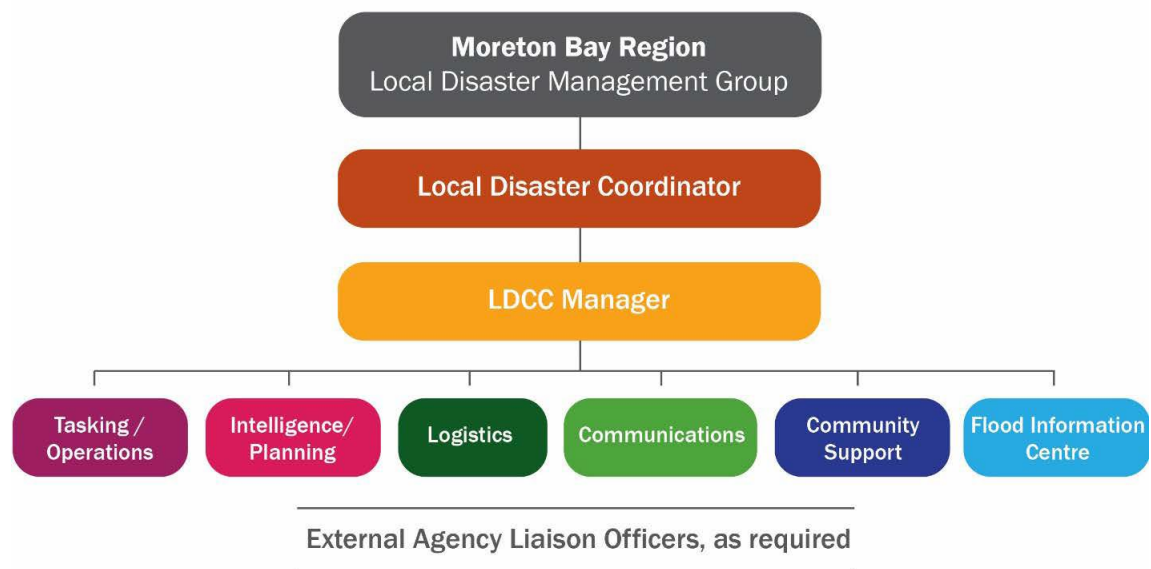 Moreton Bay Region
Local Disaster Management Group
Local Disaster Coordinator
LDCC Manager
Tasking /
Operations
Intelligence/
Planning
Logistics
Communications
Community
Support
Flood Information
Centre
External Agency Liaison Officers, as required